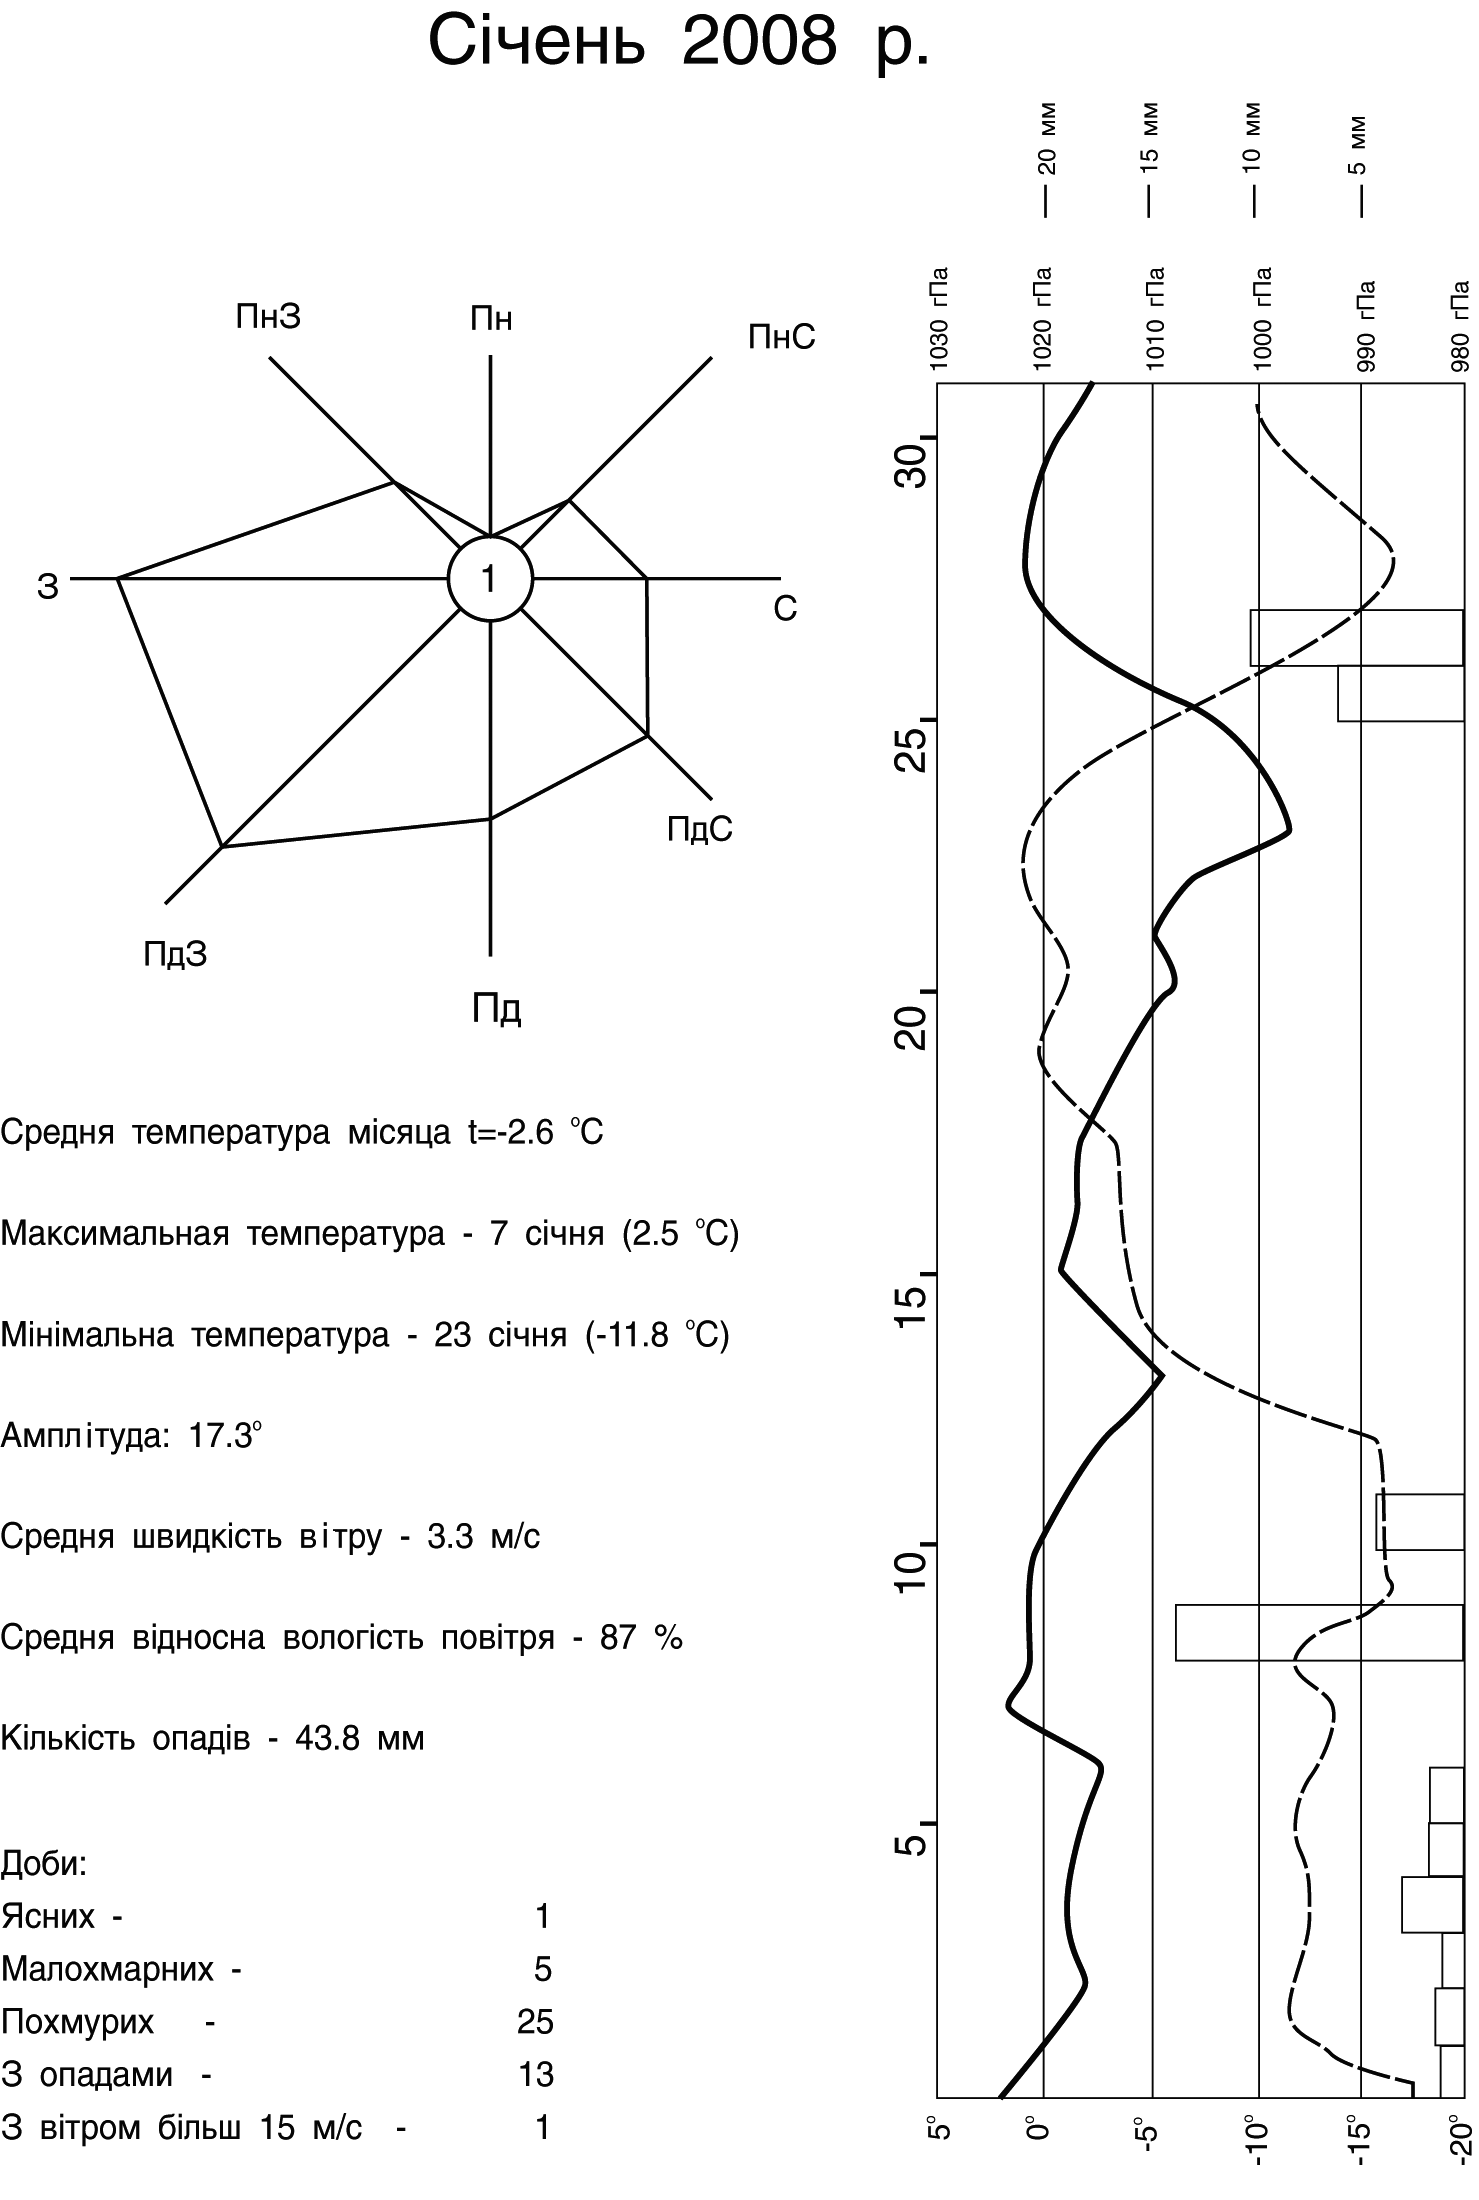 Січень 2008 р.
ПнЗ
Пн
ПнС
З
1
С
ПдС
ПдЗ
Пд
Средня температура місяца t=-2.6 °C
Максимальная температура - 7 січня (2.5 °C)
Мінімальна температура - 23 січня (-11.8 °C)
Амплітуда: 17.3°
Средня швидкість вітру - 3.3 м/с
Средня відносна вологість повітря - 87 %
Кількість опадів - 43.8 мм
Доби:
Ясних - 1
Малохмарних - 5
Похмурих - 25
З опадами - 13
З вітром більш 15 м/с - 1
20 мм
15 мм
10 мм
5 мм
1030 гПа
1020 гПа
1010 гПа
1000 гПа
990 гПа
980 гПа
30
25
20
15
10
5
5°
0°
-5°
-10°
-15°
-20°